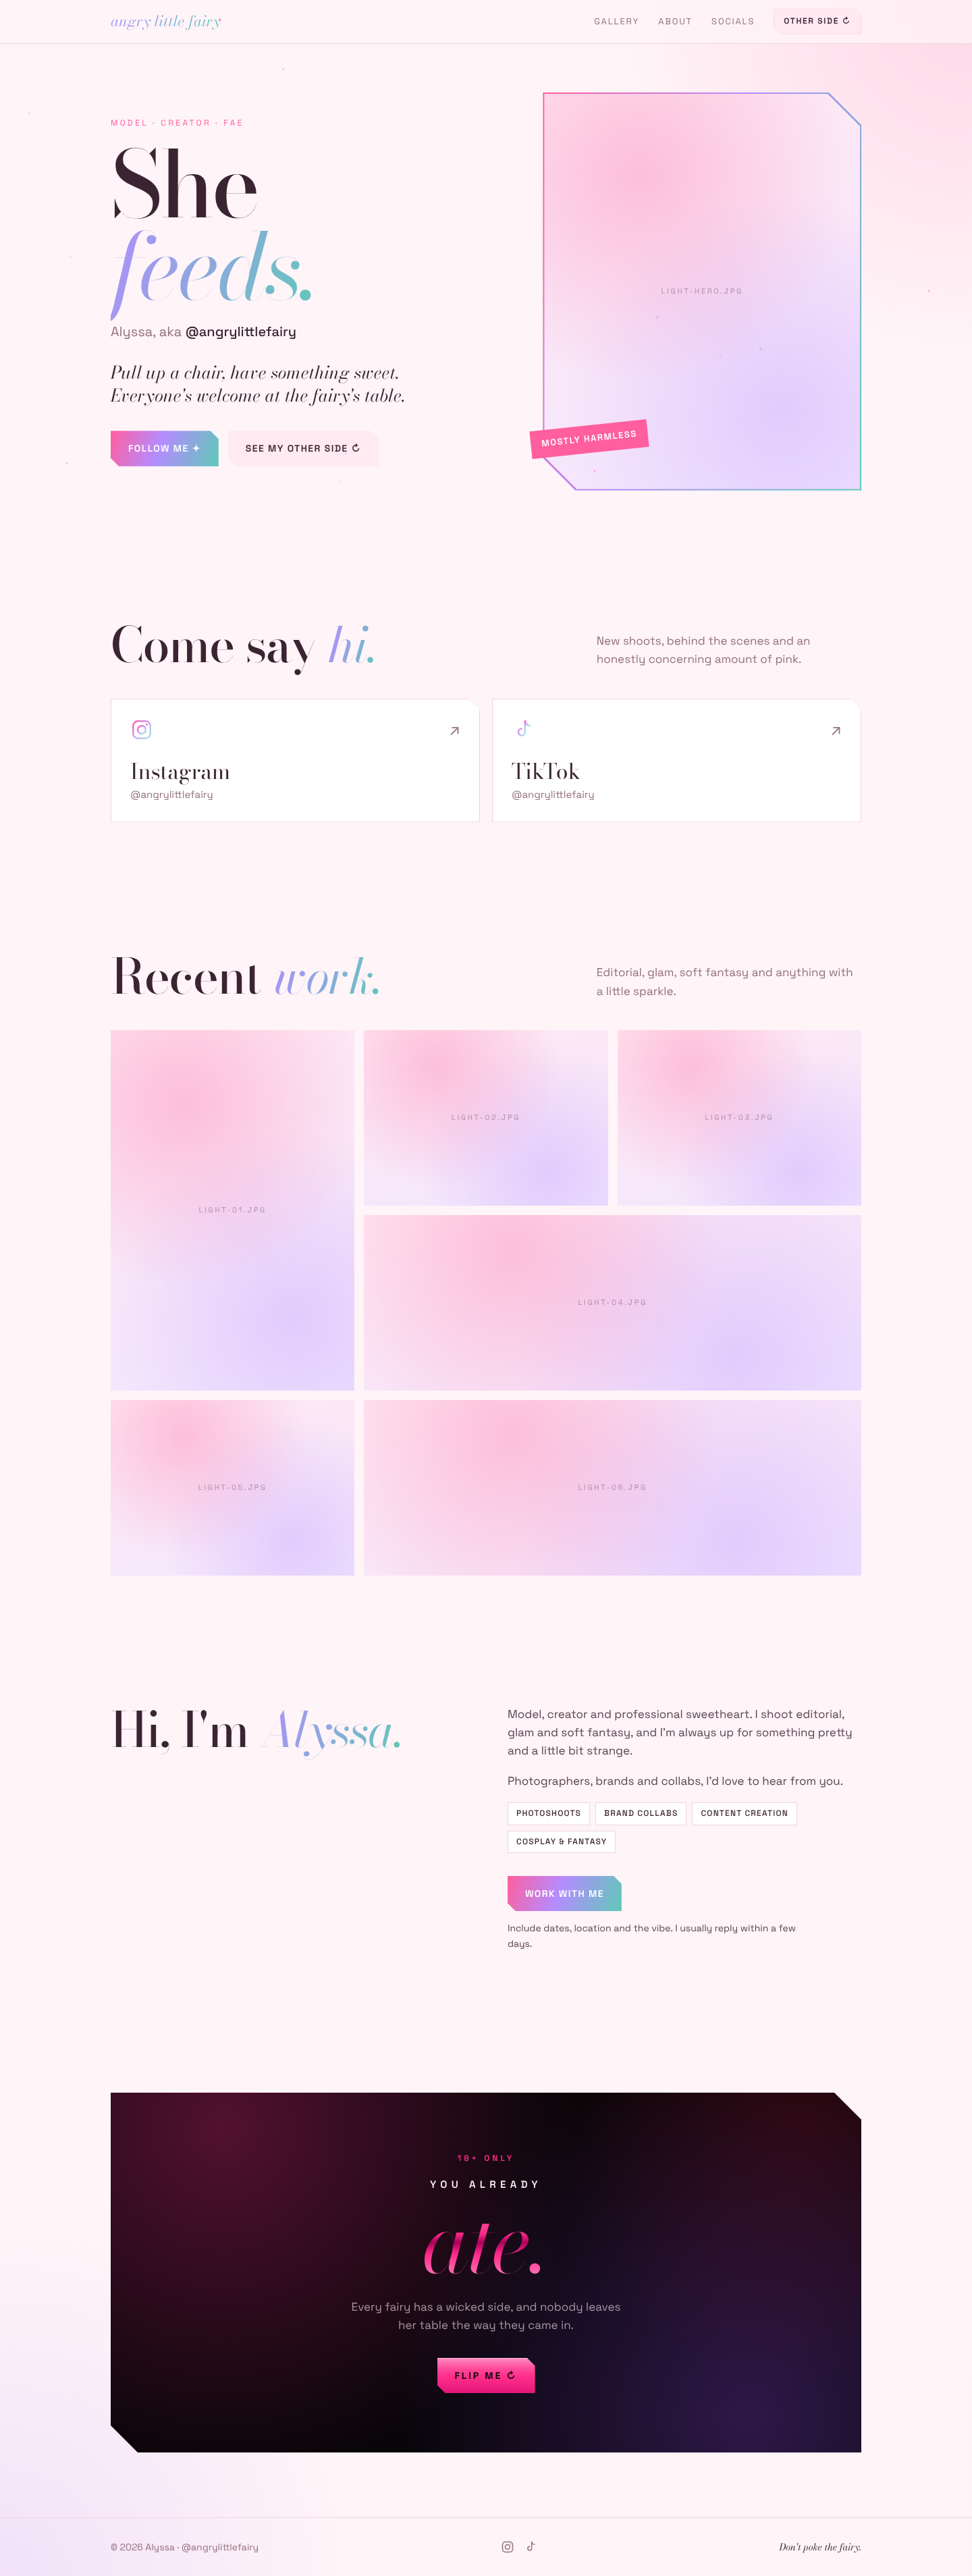 angry little fairy
GALLERY ABOUT SOCIALS OTHER SIDE ↻
MODEL · CREATOR · FAE
She
feeds.
Alyssa, aka @angrylittlefairy
Pull up a chair, have something sweet.
Everyone's welcome at the fairy's table.
FOLLOW ME ✦ SEE MY OTHER SIDE ↻
LIGHT-HERO.JPG
MOSTLY HARMLESS
Come say hi.
New shoots, behind the scenes and an
honestly concerning amount of pink.
Instagram
@angrylittlefairy
TikTok
@angrylittlefairy
Recent work.
Editorial, glam, soft fantasy and anything with
a little sparkle.
LIGHT-01.JPG
LIGHT-02.JPG
LIGHT-03.JPG
LIGHT-04.JPG
LIGHT-05.JPG
LIGHT-06.JPG
Hi, I'm Alyssa.
Model, creator and professional sweetheart. I shoot editorial,
glam and soft fantasy, and I'm always up for something pretty
and a little bit strange.
Photographers, brands and collabs, I'd love to hear from you.
PHOTOSHOOTS BRAND COLLABS CONTENT CREATION
COSPLAY & FANTASY
WORK WITH ME
Include dates, location and the vibe. I usually reply within a few
days.
18+ ONLY
YOU ALREADY
ate.
Every fairy has a wicked side, and nobody leaves
her table the way they came in.
FLIP ME ↻
© 2026 Alyssa · @angrylittlefairy
Don't poke the fairy.